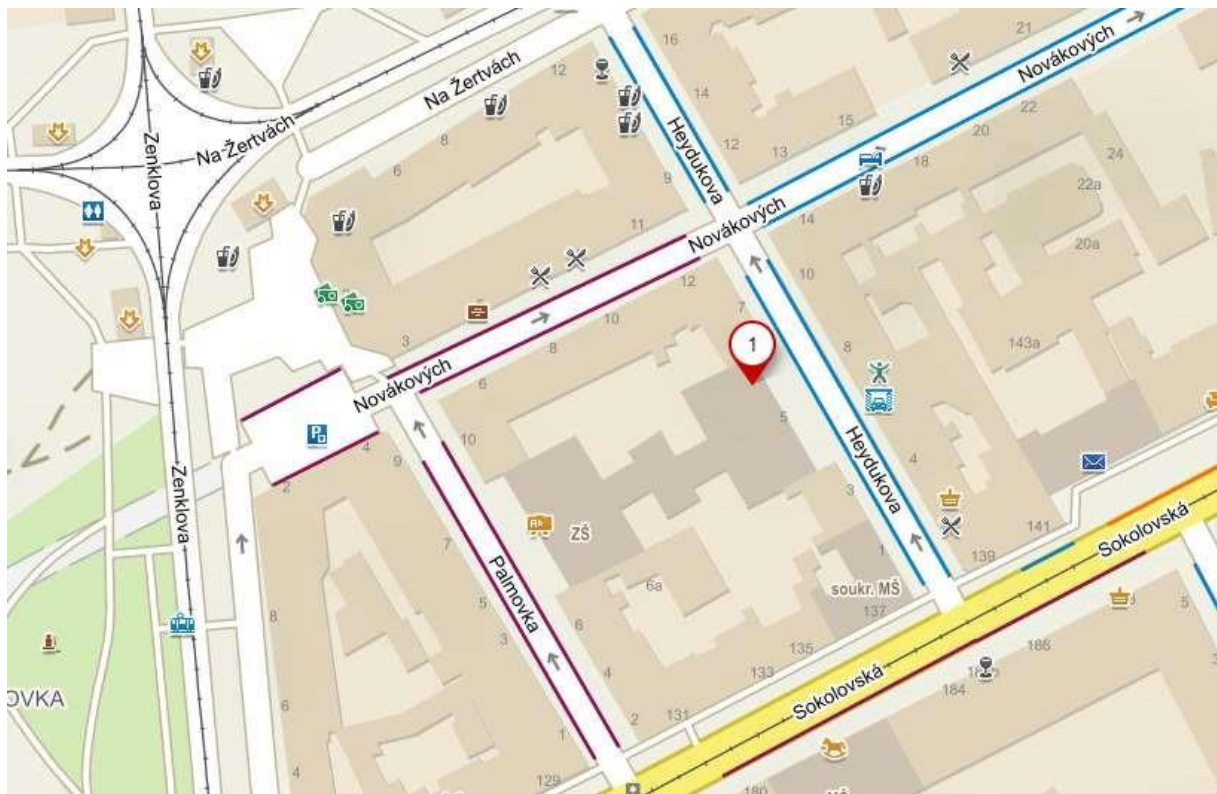 16
21
Novákových
12
Na Žertvách
14
15
22
Zenklova
Na Žertvách
8
Heydukova
12
13
20
24
6
9
18
22a
11
Novákových
14
20a
12
10
7
3
10
8
1
143a
8
6
Novákových
5
P
10
4
9
Heydukova
4
2
3
Zenklova
141
Sokolovská
ZŠ
7
1
139
6a
soukr. MŠ
137
Palmovka
5
5
8
6
135
186
3
133
184
OVKA
Sokolovská
4
6
131
2
1
4
129
180
MŠ